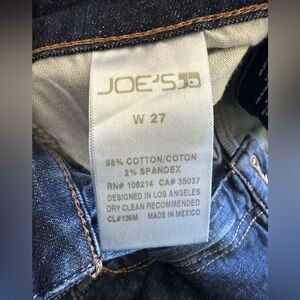 JOE'S
W 27
98% COTTON/COTON
2% SPANDEX
RN# 106214 CA# 35037
DESIGNED IN LOS ANGELES
DRY CLEAN RECOMMENDED
CL#138M MADE IN MEXICO